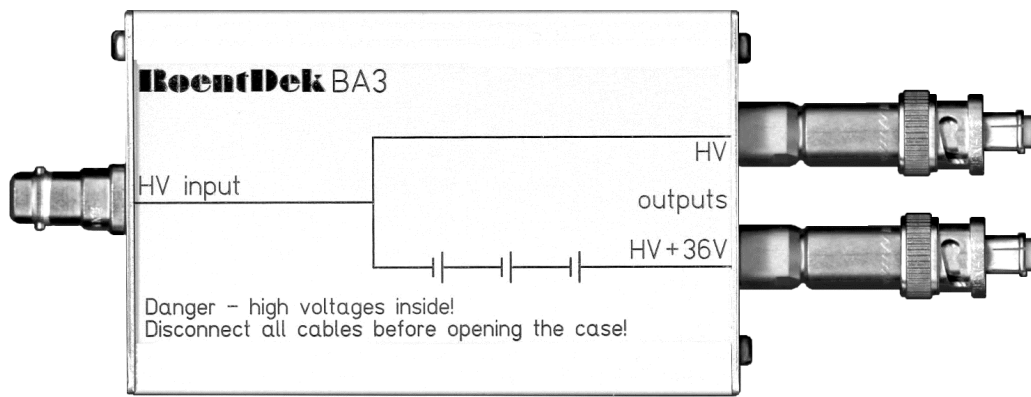 RoentDek BA3
HV
HV input
outputs
HV+36V
Danger - high voltages inside!
Disconnect all cables before opening the case!